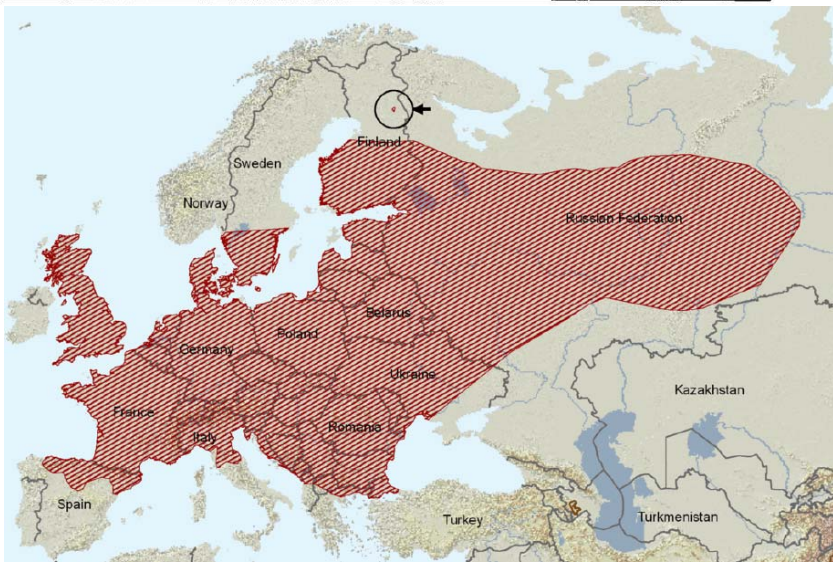 Finland
Sweden
Norway
Russian Federation
Belarus
Poland
Germany
Ukraine
Kazakhstan
France
Romania
Italy
Spain
Turkey
Turkmenistan